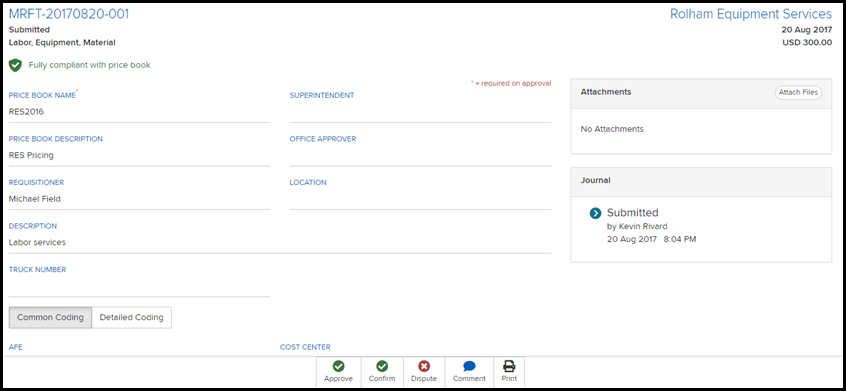 MRFT-20170820-001
Rolham Equipment Services
Submitted
20 Aug 2017
Labor, Equipment, Material
USD 300.00
Fully compliant with price book
* = required on approval
PRICE BOOK NAME*
SUPERINTENDENT
RES2016
PRICE BOOK DESCRIPTION
OFFICE APPROVER
RES Pricing
REQUISITIONER
LOCATION
Michael Field
DESCRIPTION
Labor services
TRUCK NUMBER
Common Coding
Detailed Coding
AFE
COST CENTER
Attachments
Attach Files
No Attachments
Journal
Submitted
by Kevin Rivard
20 Aug 2017 8:04 PM
Approve
Confirm
Dispute
Comment
Print